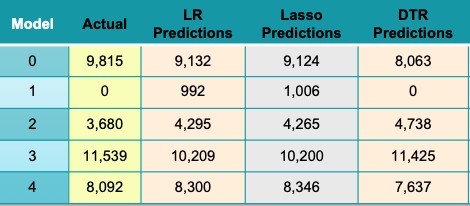 Model Actual LR Predictions Lasso Predictions DTR Predictions
0 9,815 9,132 9,124 8,063
1 0 992 1,006 0
2 3,680 4,295 4,265 4,738
3 11,539 10,209 10,200 11,425
4 8,092 8,300 8,346 7,637